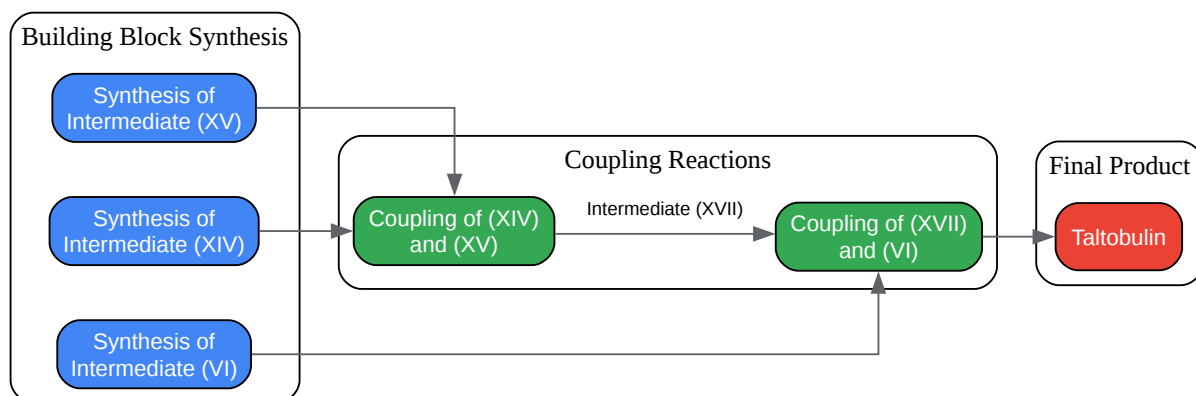 Building Block Synthesis
Synthesis of
Intermediate (XV)
Synthesis of
Intermediate (XIV)
Synthesis of
Intermediate (VI)
Coupling Reactions
Coupling of (XIV)
and (XV)
Intermediate (XVII)
Coupling of (XVII)
and (VI)
Final Product
Taltobulin